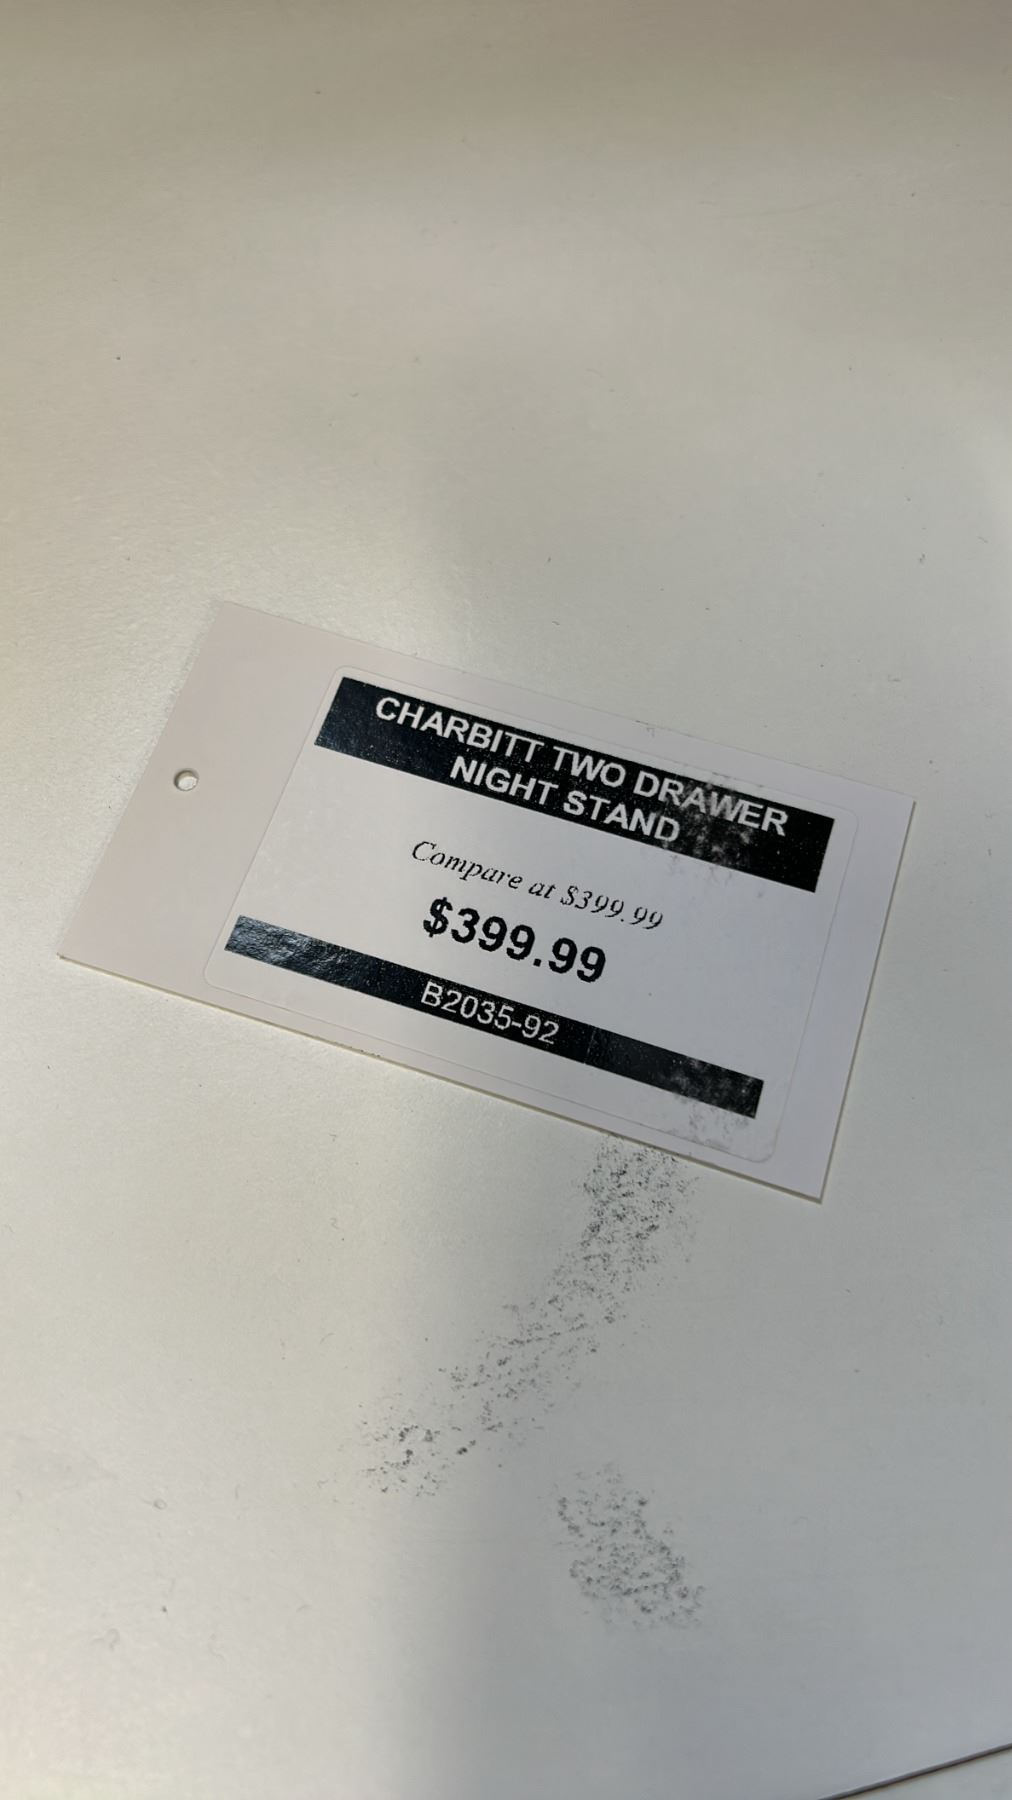 CHARBITT TWO DRAWER
NIGHT STAND
Compare at $399.99
$399.99
B2035-92